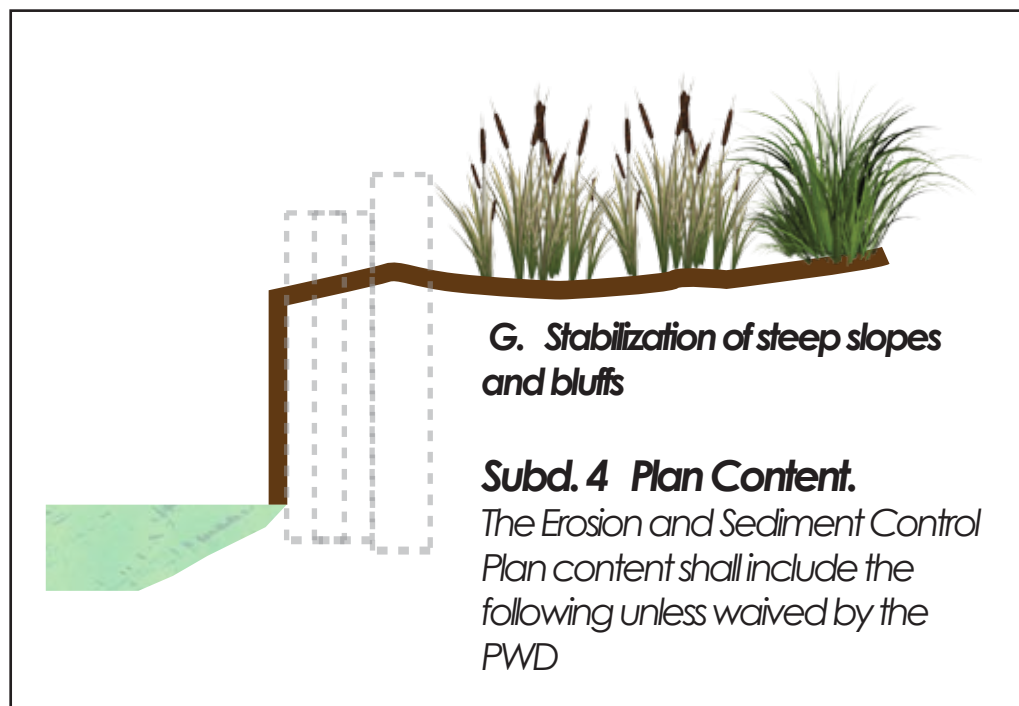 G. Stabilization of steep slopes
and bluffs
Subd. 4 Plan Content.
The Erosion and Sediment Control
Plan content shall include the
following unless waived by the
PWD